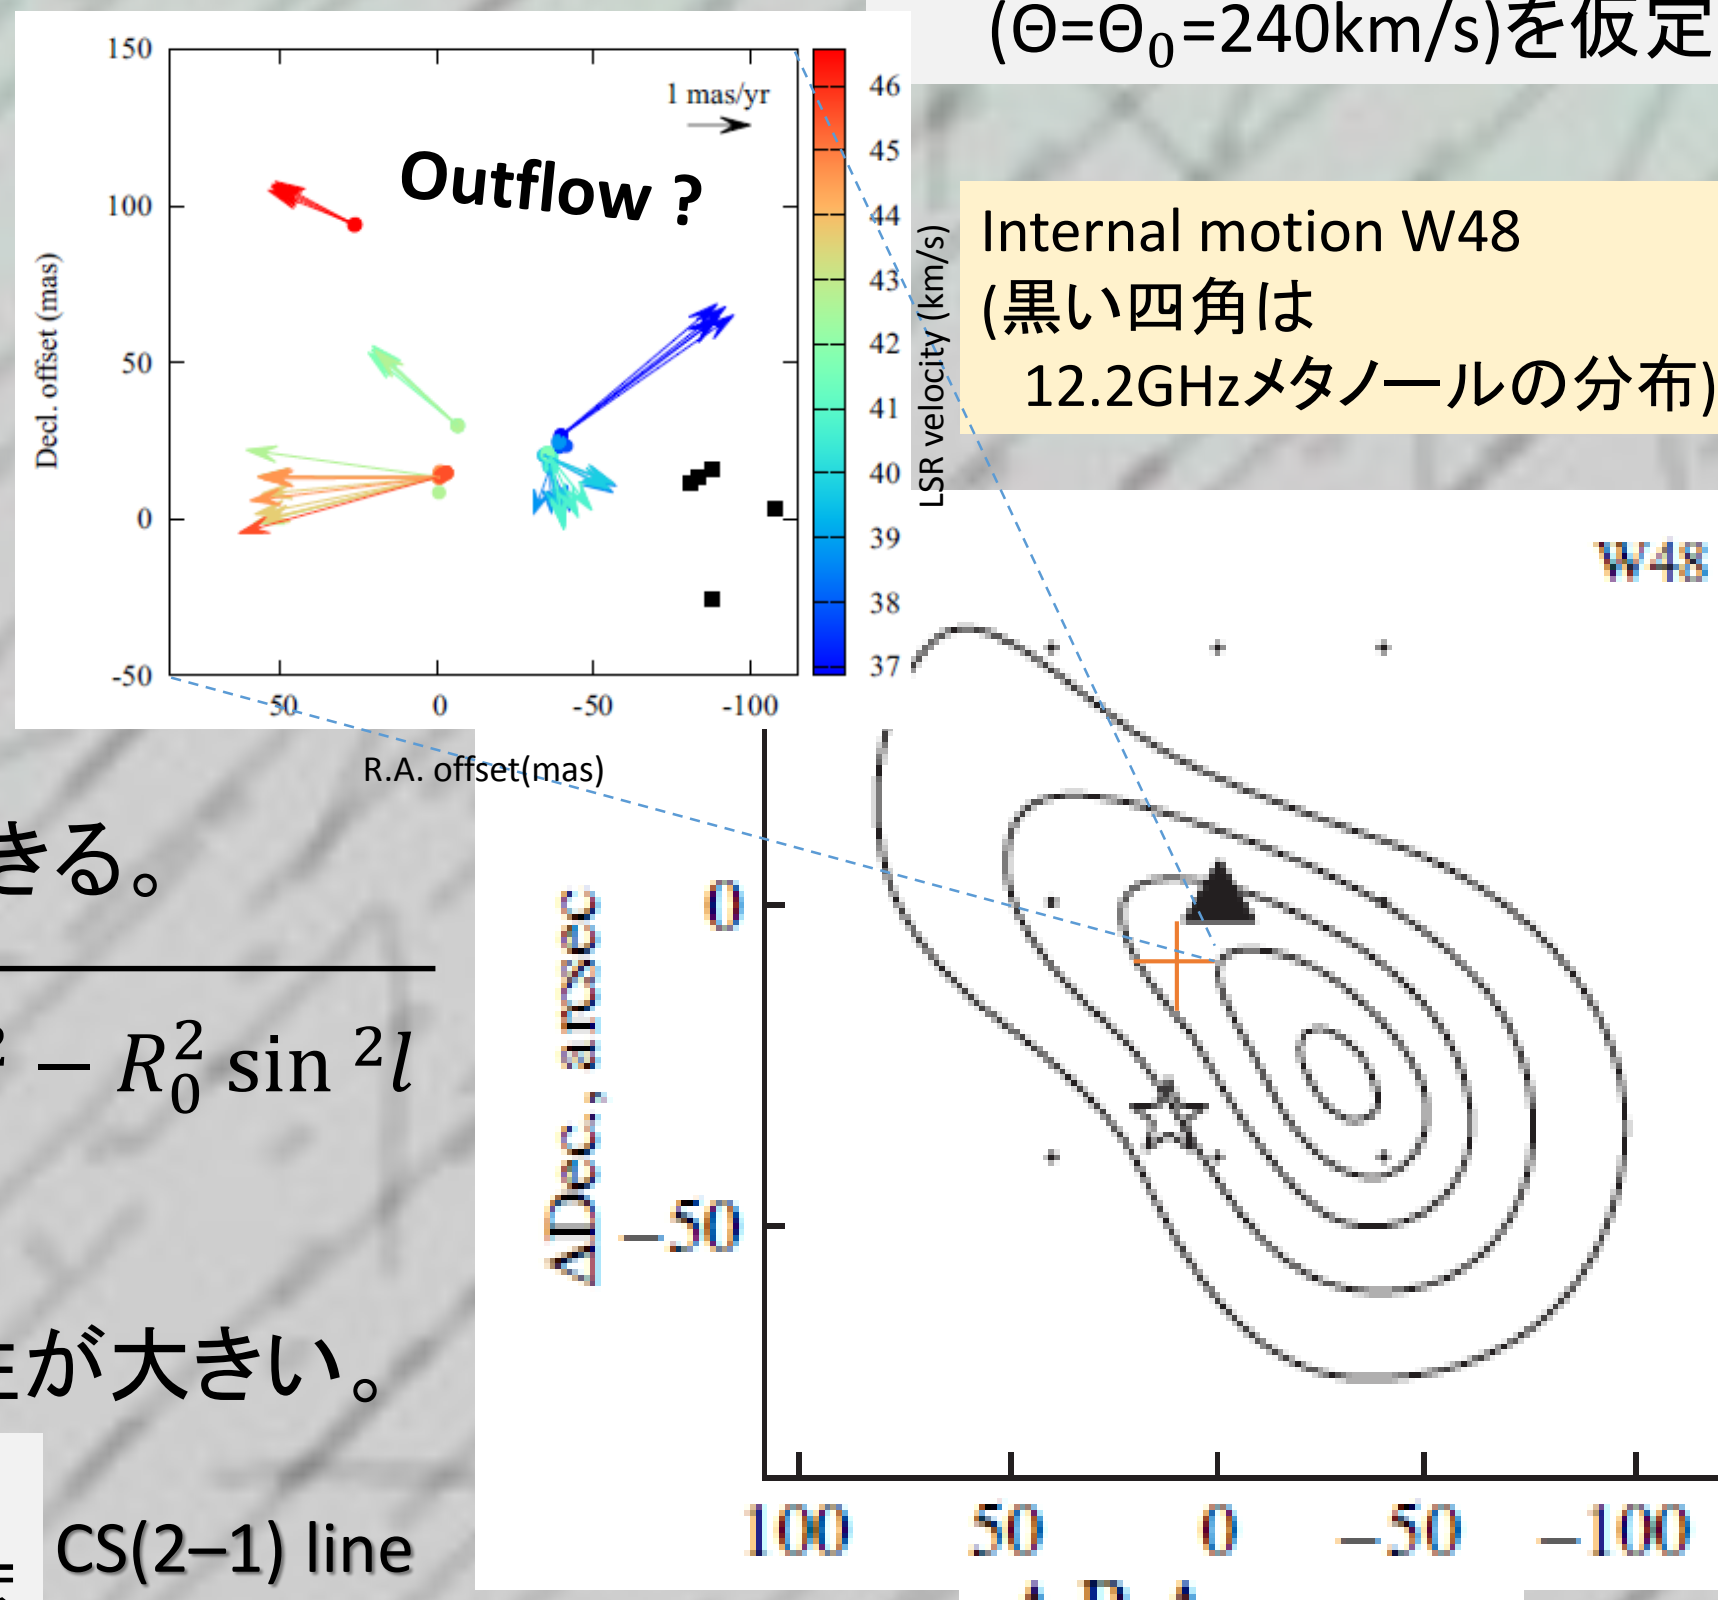 (Θ=Θ₀=240km/s)を仮定
150
100
50
0
-50
Decl. offset (mas)
1 mas/yr
Outflow ?
50
0
-50
-100
R.A. offset(mas)
46
45
44
43
42
41
40
39
38
37
LSR velocity (km/s)
Internal motion W48
(黒い四角は
12.2GHzメタノールの分布)
W48
きる。
− R₀² sin ²l
が大きい。
CS(2–1) line
ΔDec., arcsec
0
−50
100
50
0
−50
−100